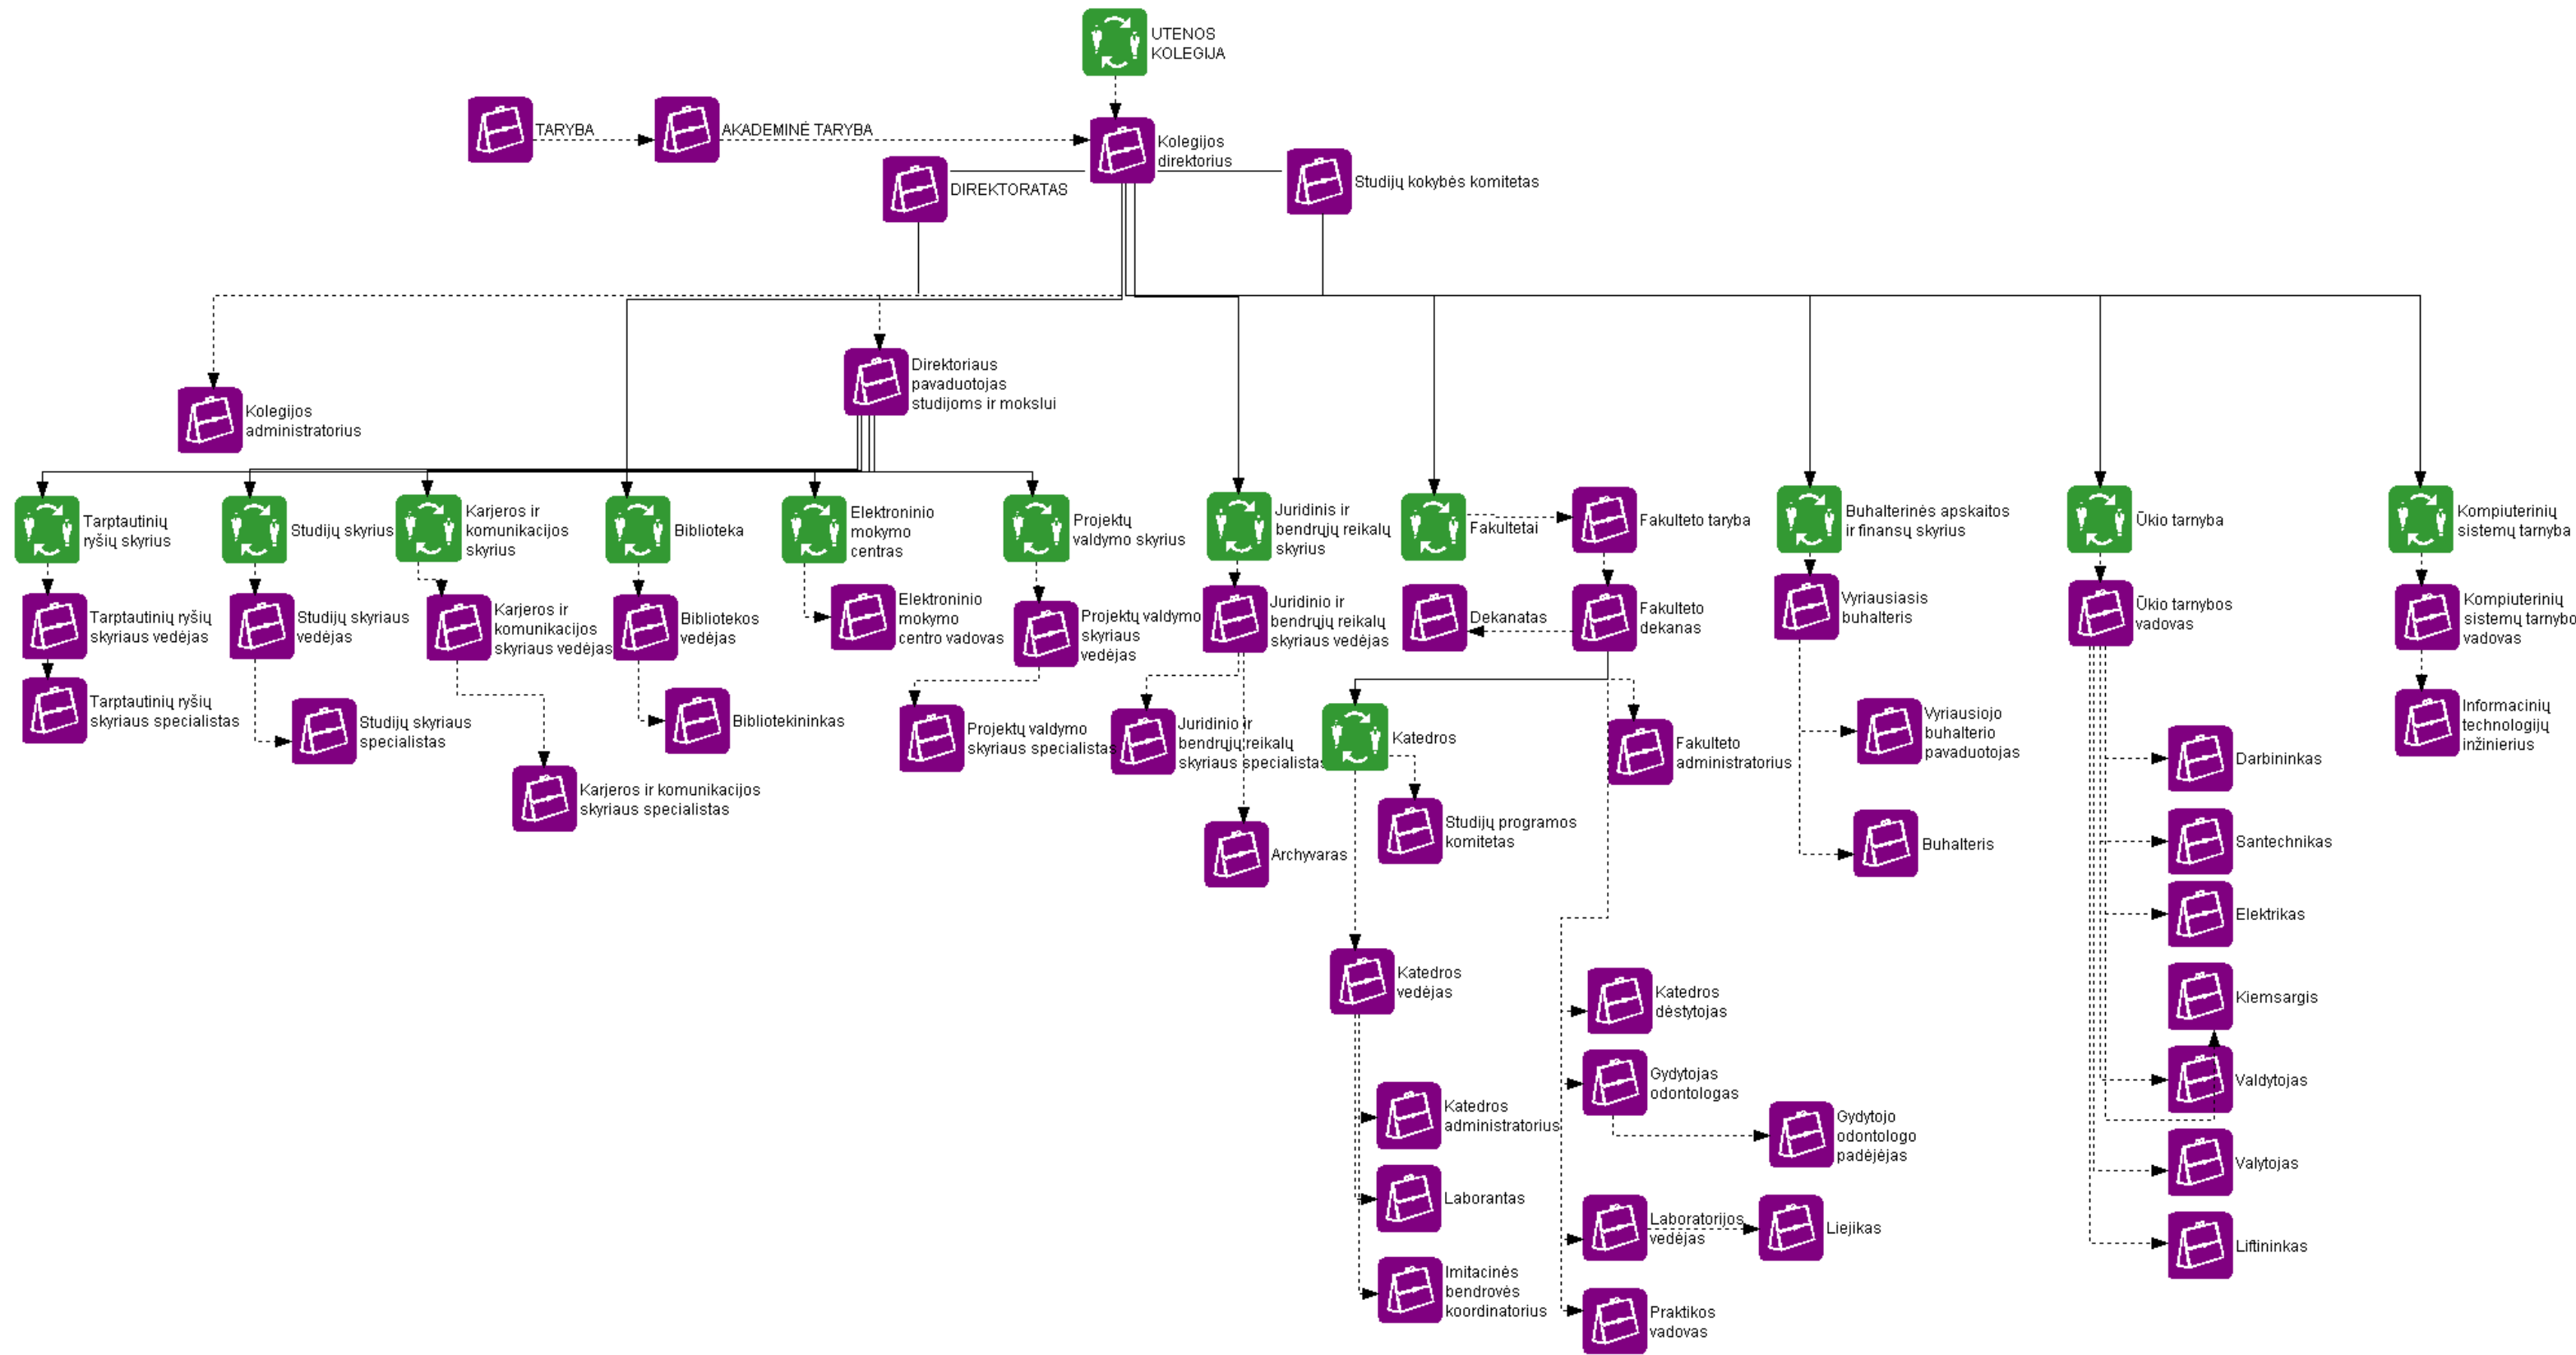 UTENOS
KOLEGIJA
TARYBA
AKADEMINĖ TARYBA
Kolegijos
direktorius
DIREKTORATAS
Studijų kokybės komitetas
Direktoriaus
pavaduotojas
studijoms ir mokslui
Kolegijos
administratorius
Tarptautinių
ryšių skyrius
Studijų skyrius
Karjeros ir
komunikacijos
skyrius
Biblioteka
Elektroninio
mokymo
centras
Projektų
valdymo skyrius
Juridinis ir
bendrųjų reikalų
skyrius
Fakultetai
Fakulteto taryba
Buhalterinės apskaitos
ir finansų skyrius
Ūkio tarnyba
Kompiuterinių
sistemų tarnyba
Tarptautinių ryšių
skyriaus vedėjas
Studijų skyriaus
vedėjas
Karjeros ir
komunikacijos
skyriaus vedėjas
Bibliotekos
vedėjas
Elektroninio
mokymo
centro vadovas
Projektų valdymo
skyriaus
vedėjas
Juridinio ir
bendrųjų reikalų
skyriaus vedėjas
Dekanatas
Fakulteto
dekanas
Vyriausiasis
buhalteris
Ūkio tarnybos
vadovas
Kompiuterinių
sistemų tarnybo
vadovas
Tarptautinių ryšių
skyriaus specialistas
Studijų skyriaus
specialistas
Karjeros ir komunikacijos
skyriaus specialistas
Bibliotekininkas
Projektų valdymo
skyriaus specialistas
Juridinio ir
bendrųjų reikalų
skyriaus specialistas
Archyvaras
Katedros
Fakulteto
administratorius
Studijų programos
komitetas
Vyriausiojo
buhalterio
pavaduotojas
Buhalteris
Informacinių
technologijų
inžinierius
Darbininkas
Santechnikas
Elektrikas
Kiemsargis
Valdytojas
Valytojas
Liftininkas
Katedros
vedėjas
Katedros
dėstytojas
Gydytojas
odontologas
Gydytojo
odontologo
padėjėjas
Katedros
administratorius
Laborantas
Laboratorijos
vedėjas
Liejikas
Imitacinės
bendrovės
koordinatorius
Praktikos
vadovas